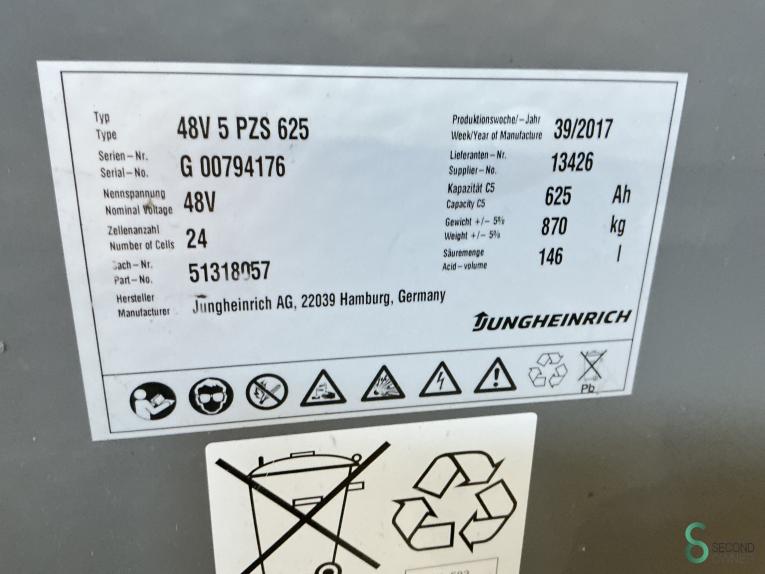 Typ
Type
48V 5 PZS 625
Serien-Nr.
Serial-No.
G 00794176
Nennspannung
Nominal Voltage
48V
Zellenanzahl
Number of Cells
24
Sach-Nr.
Part-No.
51318057
Hersteller
Manufacturer
Jungheinrich AG, 22039 Hamburg, Germany
Produktionswoche/-Jahr
Week/Year of Manufacture
39/2017
Lieferanten-Nr.
Supplier-No.
13426
Kapazität C5
Capacity C5
625 Ah
Gewicht +/- 5%
Weight +/- 5%
870 kg
Säuremenge
Acid-volume
146 l
JUNGHEINRICH
Pb
SECOND
OWNER